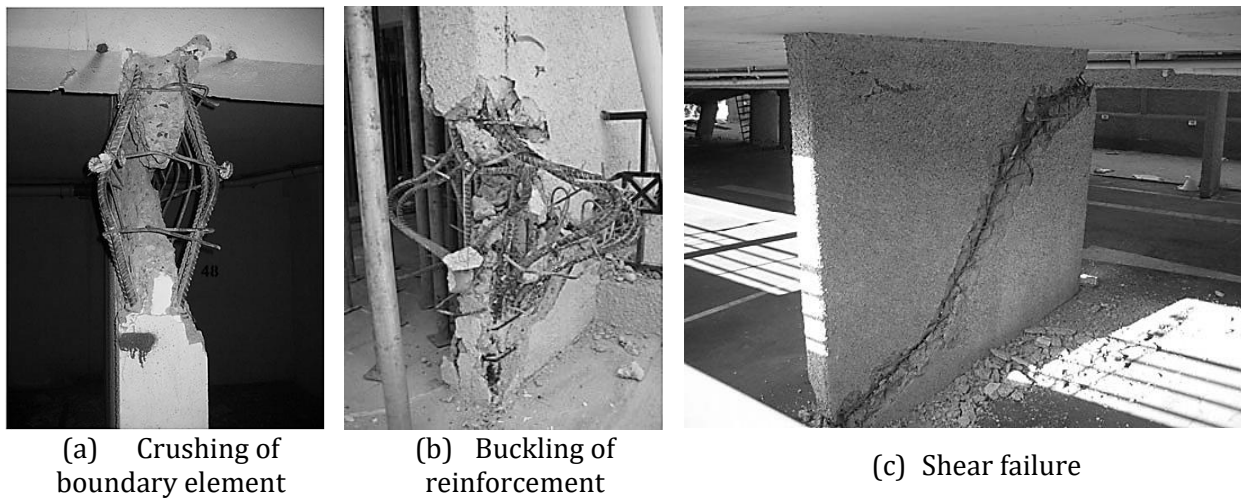 48
(a) Crushing of
boundary element
(b) Buckling of
reinforcement
(c) Shear failure